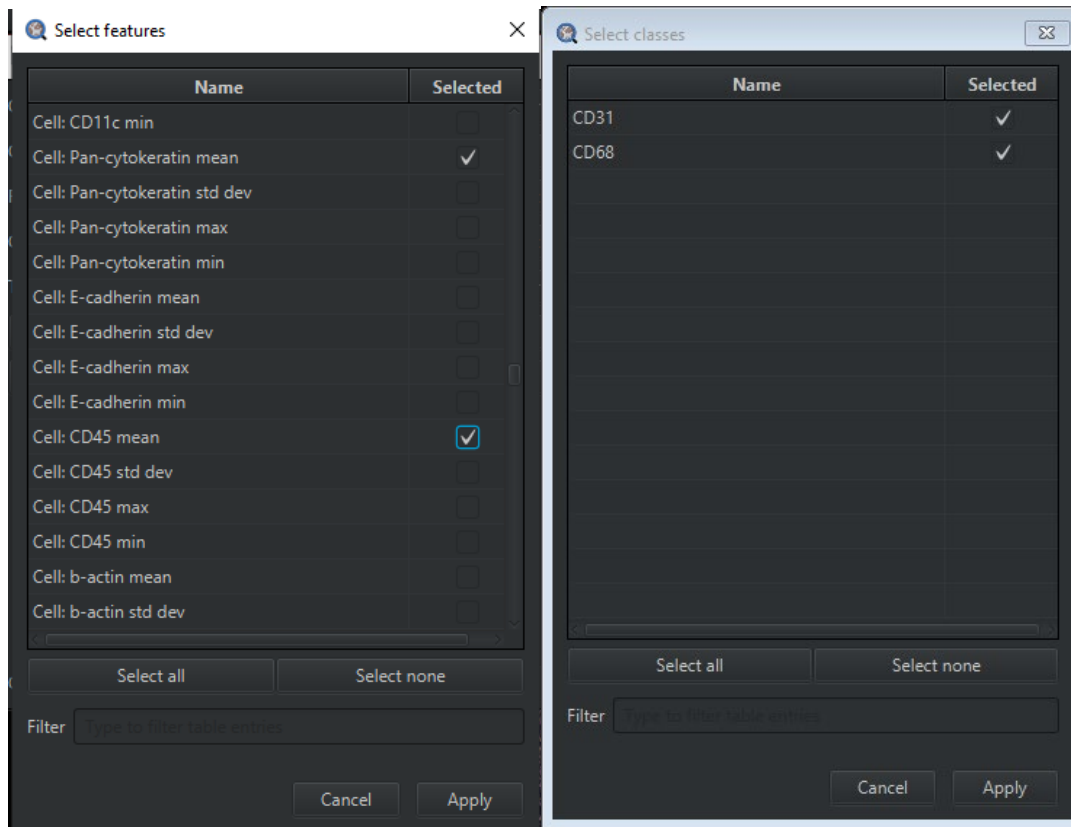 Select features
Name Selected
Cell: CD11c min
Cell: Pan-cytokeratin mean
Cell: Pan-cytokeratin std dev
Cell: Pan-cytokeratin max
Cell: Pan-cytokeratin min
Cell: E-cadherin mean
Cell: E-cadherin std dev
Cell: E-cadherin max
Cell: E-cadherin min
Cell: CD45 mean
Cell: CD45 std dev
Cell: CD45 max
Cell: CD45 min
Cell: b-actin mean
Cell: b-actin std dev
Select all Select none
Filter Type to filter table entries
Cancel Apply
Select classes
Name Selected
CD31
CD68
Select all Select none
Filter Type to filter table entries
Cancel Apply